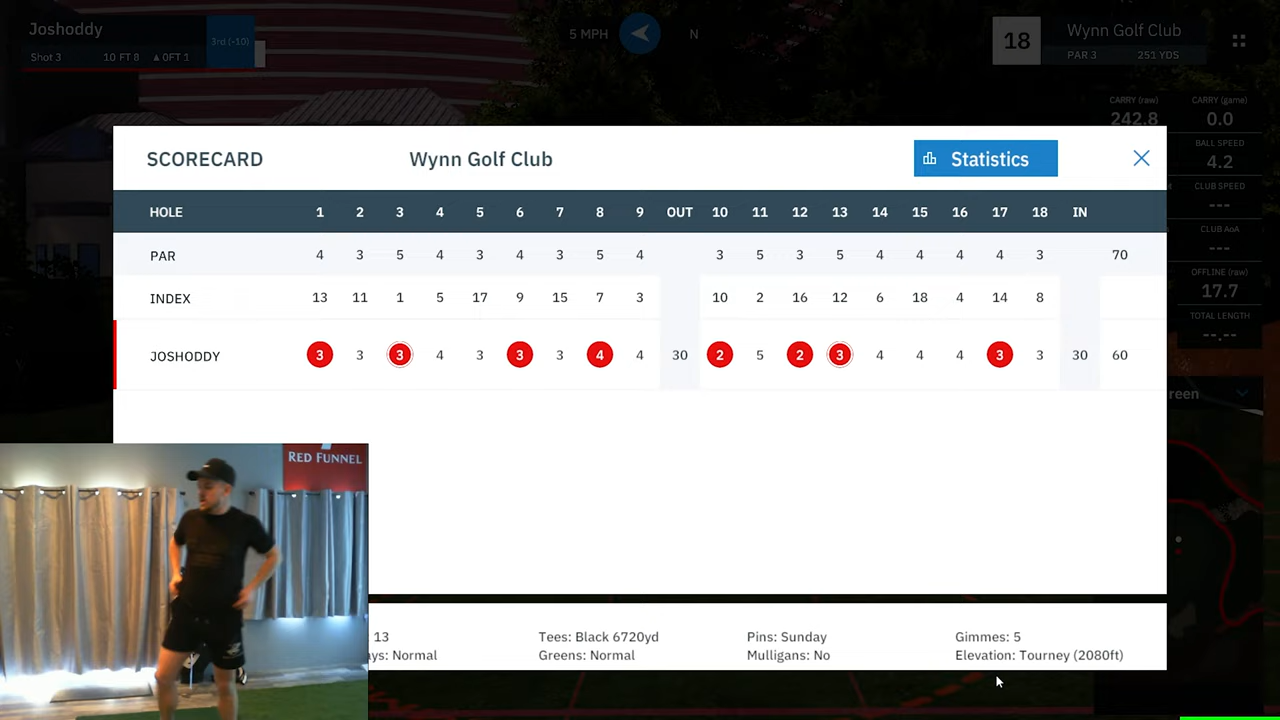 Joshoddy
Shot 3 10 FT 8 ▲0FT 1
3rd (-10)
5 MPH N
18
Wynn Golf Club
PAR 3 251 YDS
CARRY (raw) CARRY (game)
242.8 0.0
BALL SPEED
4.2
CLUB SPEED
---
CLUB AoA
---
OFFLINE (raw)
17.7
TOTAL LENGTH
--.--
SCORECARD Wynn Golf Club Statistics
HOLE 1 2 3 4 5 6 7 8 9 OUT 10 11 12 13 14 15 16 17 18 IN
PAR 4 3 5 4 3 4 3 5 4 3 5 3 5 4 4 4 4 3 70
INDEX 13 11 1 5 17 9 15 7 3 10 2 16 12 6 18 4 14 8
JOSHODDY 3 3 3 4 3 3 3 4 4 30 2 5 2 3 4 4 4 3 3 30 60
reen
RED FUNNEL
: 13 Tees: Black 6720yd Pins: Sunday Gimmes: 5
ays: Normal Greens: Normal Mulligans: No Elevation: Tourney (2080ft)